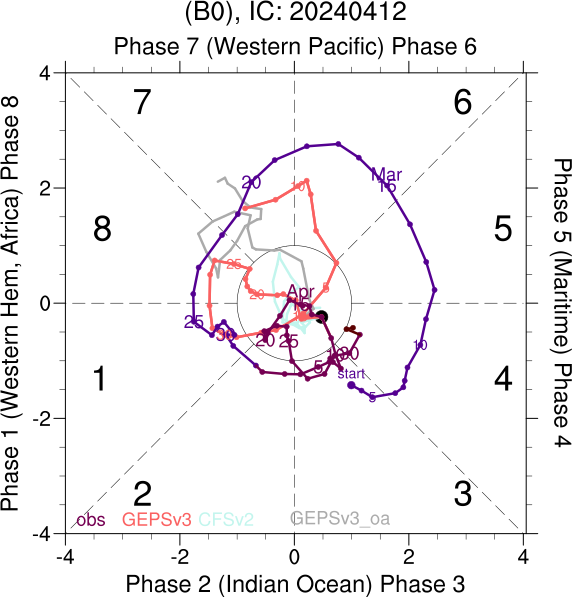 (B0), IC: 20240412
Phase 7 (Western Pacific) Phase 6
Phase 1 (Western Hem, Africa) Phase 8
Phase 5 (Maritime) Phase 4
Phase 2 (Indian Ocean) Phase 3
4
2
0
-2
-4
-4
-2
0
2
4
7
6
8
5
1
4
2
3
20
Mar
15
10
25
5
20
Apr
15
25
30
20
25
5
10
30
start
5
10
obs
GEPSv3
CFSv2
GEPSv3_oa